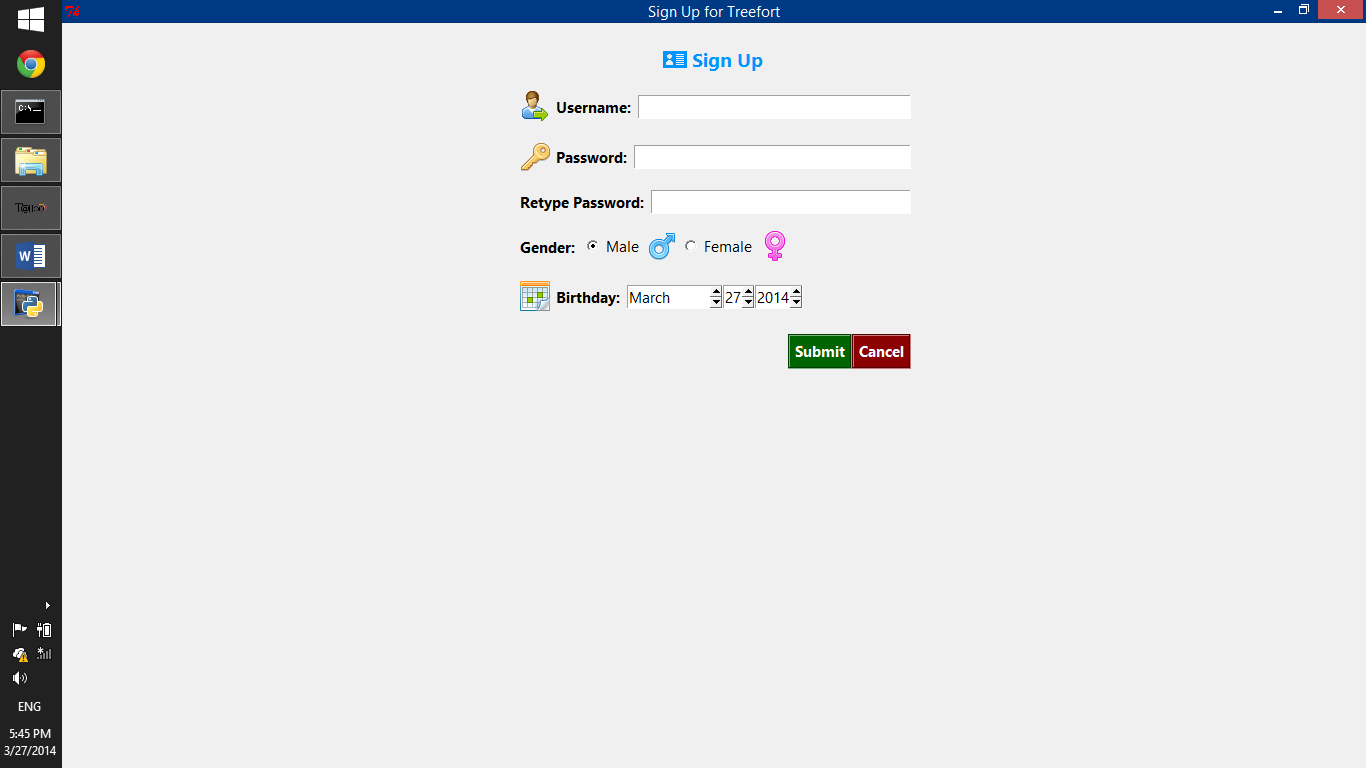 Sign Up for Treefort
Sign Up
Username:
Password:
Retype Password:
Gender: Male Female
Birthday: March 27 2014
Submit Cancel
C:\
ENG
5:45 PM
3/27/2014